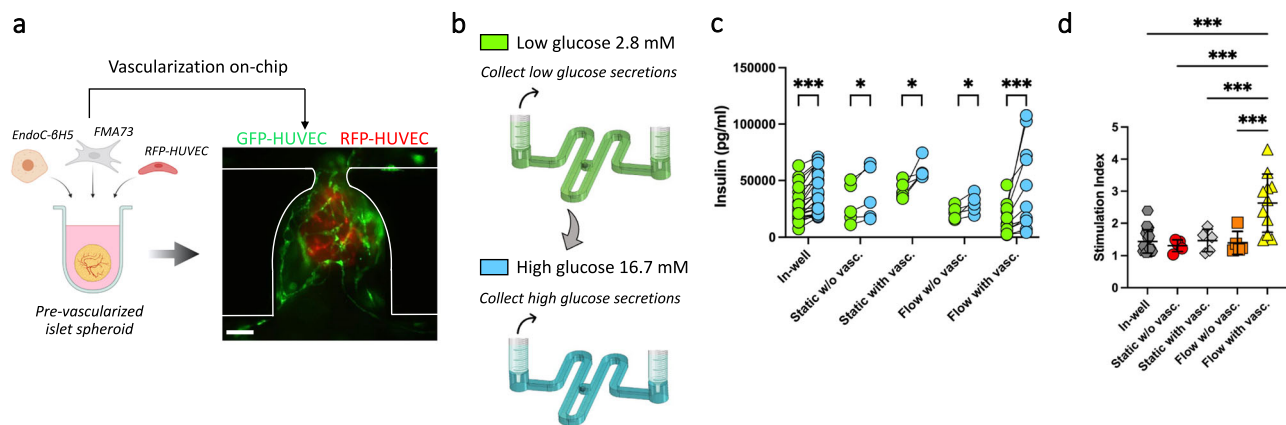 a
Vascularization on-chip
EndoC-βH5
FMA73
RFP-HUVEC
GFP-HUVEC RFP-HUVEC
Pre-vascularized
islet spheroid
b
Low glucose 2.8 mM
Collect low glucose secretions
High glucose 16.7 mM
Collect high glucose secretions
c
Insulin (pg/ml)
150000
100000
50000
0
*** * * * ***
In-well
Static w/o vasc.
Static with vasc.
Flow w/o vasc.
Flow with vasc.
d
***
***
***
***
Stimulation Index
5
4
3
2
1
0
In-well
Static w/o vasc.
Static with vasc.
Flow w/o vasc.
Flow with vasc.